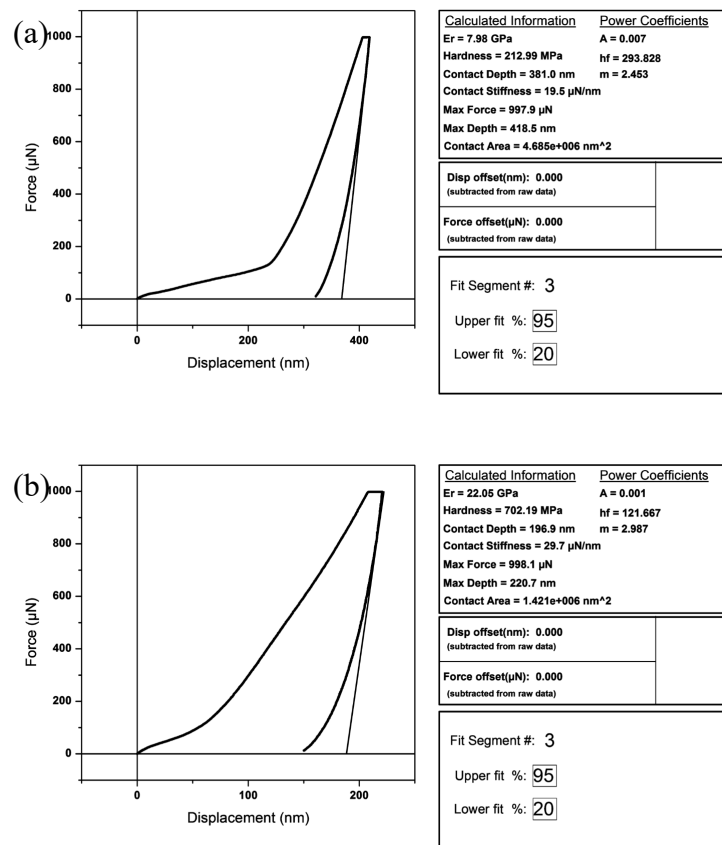 (a)
1000
800
600
400
200
0
Force (µN)
0
200
400
Displacement (nm)
Calculated Information Power Coefficients
Er = 7.98 GPa A = 0.007
Hardness = 212.99 MPa hf = 293.828
Contact Depth = 381.0 nm m = 2.453
Contact Stiffness = 19.5 µN/nm
Max Force = 997.9 µN
Max Depth = 418.5 nm
Contact Area = 4.685e+006 nm^2
Disp offset(nm): 0.000
(subtracted from raw data)
Force offset(µN): 0.000
(subtracted from raw data)
Fit Segment #: 3
Upper fit %: 95
Lower fit %: 20
(b)
1000
800
600
400
200
0
Force (µN)
0
200
Displacement (nm)
Calculated Information Power Coefficients
Er = 22.05 GPa A = 0.001
Hardness = 702.19 MPa hf = 121.667
Contact Depth = 196.9 nm m = 2.987
Contact Stiffness = 29.7 µN/nm
Max Force = 998.1 µN
Max Depth = 220.7 nm
Contact Area = 1.421e+006 nm^2
Disp offset(nm): 0.000
(subtracted from raw data)
Force offset(µN): 0.000
(subtracted from raw data)
Fit Segment #: 3
Upper fit %: 95
Lower fit %: 20